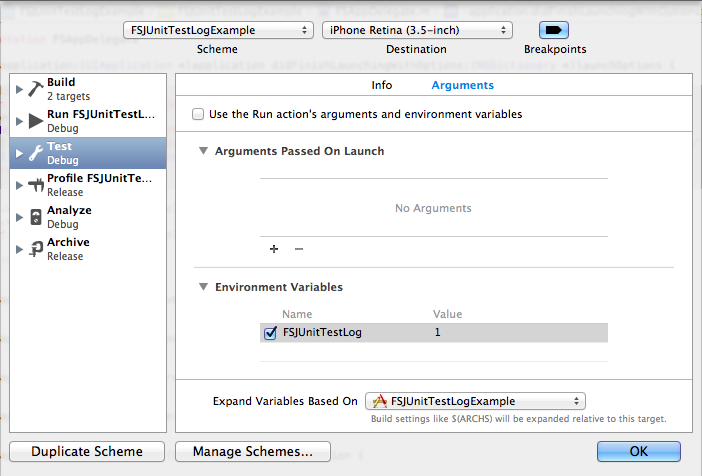 FSJUnitTestLogExample
iPhone Retina (3.5-inch)
Scheme
Destination
Breakpoints
Build
2 targets
Run FSJUnitTestL...
Debug
Test
Debug
Profile FSJUnitTe...
Release
Analyze
Debug
Archive
Release
Info
Arguments
Use the Run action's arguments and environment variables
Arguments Passed On Launch
No Arguments
+ −
Environment Variables
Name
Value
FSJUnitTestLog
1
Expand Variables Based On
FSJUnitTestLogExample
Build settings like $(ARCHS) will be expanded relative to this target.
Duplicate Scheme
Manage Schemes...
OK